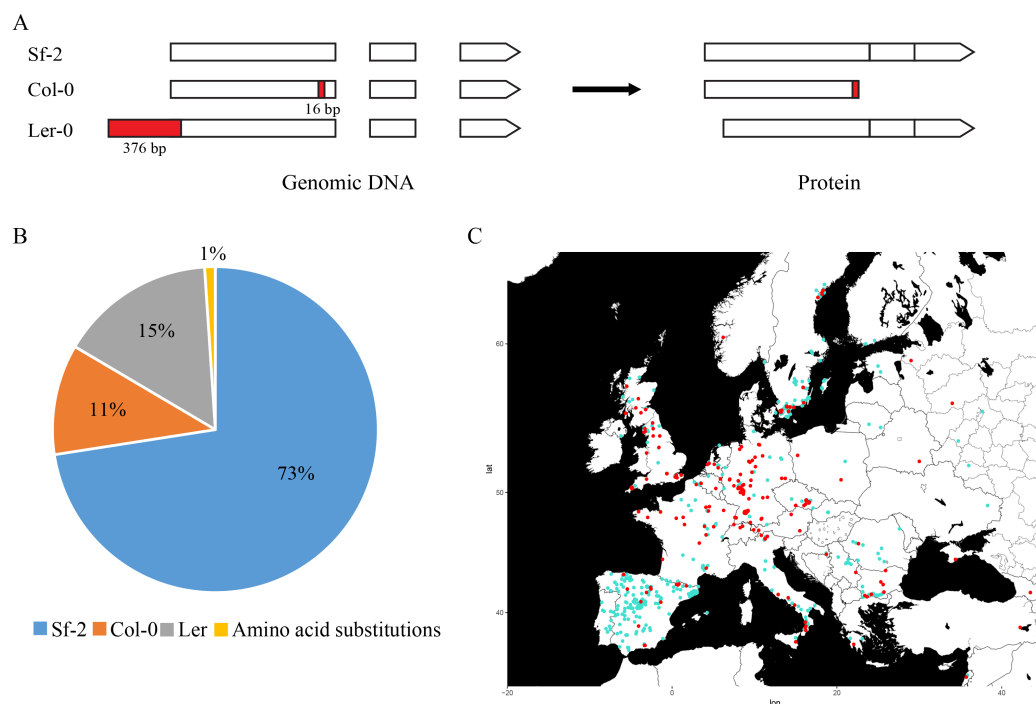 A
Sf-2
Col-0
16 bp
Ler-0
376 bp
Genomic DNA
Protein
B
1%
15%
11%
73%
Sf-2 Col-0 Ler Amino acid substitutions
C
60
50
40
lat
-20 0 20 40
lon